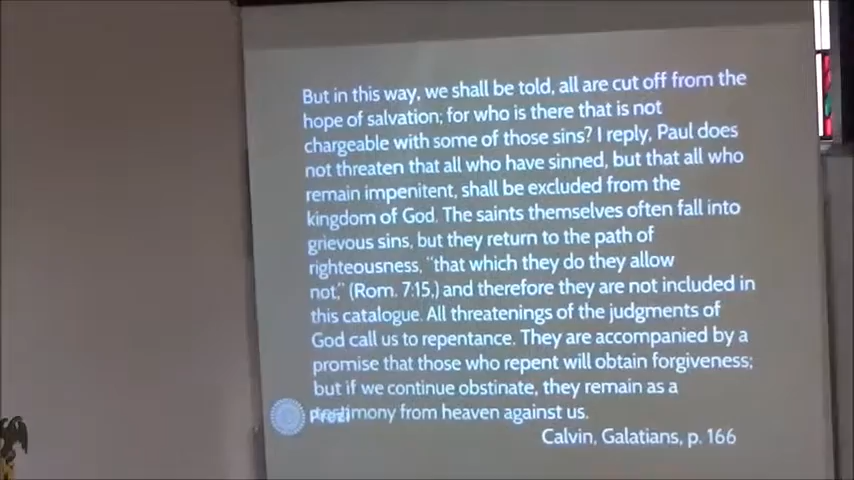 But in this way, we shall be told, all are cut off from the
hope of salvation; for who is there that is not
chargeable with some of those sins? I reply, Paul does
not threaten that all who have sinned, but that all who
remain impenitent, shall be excluded from the
kingdom of God. The saints themselves often fall into
grievous sins, but they return to the path of
righteousness, "that which they do they allow
not," (Rom. 7:15,) and therefore they are not included in
this catalogue. All threatenings of the judgments of
God call us to repentance. They are accompanied by a
promise that those who repent will obtain forgiveness;
but if we continue obstinate, they remain as a
testimony from heaven against us.
Prezi
Calvin, Galatians, p. 166